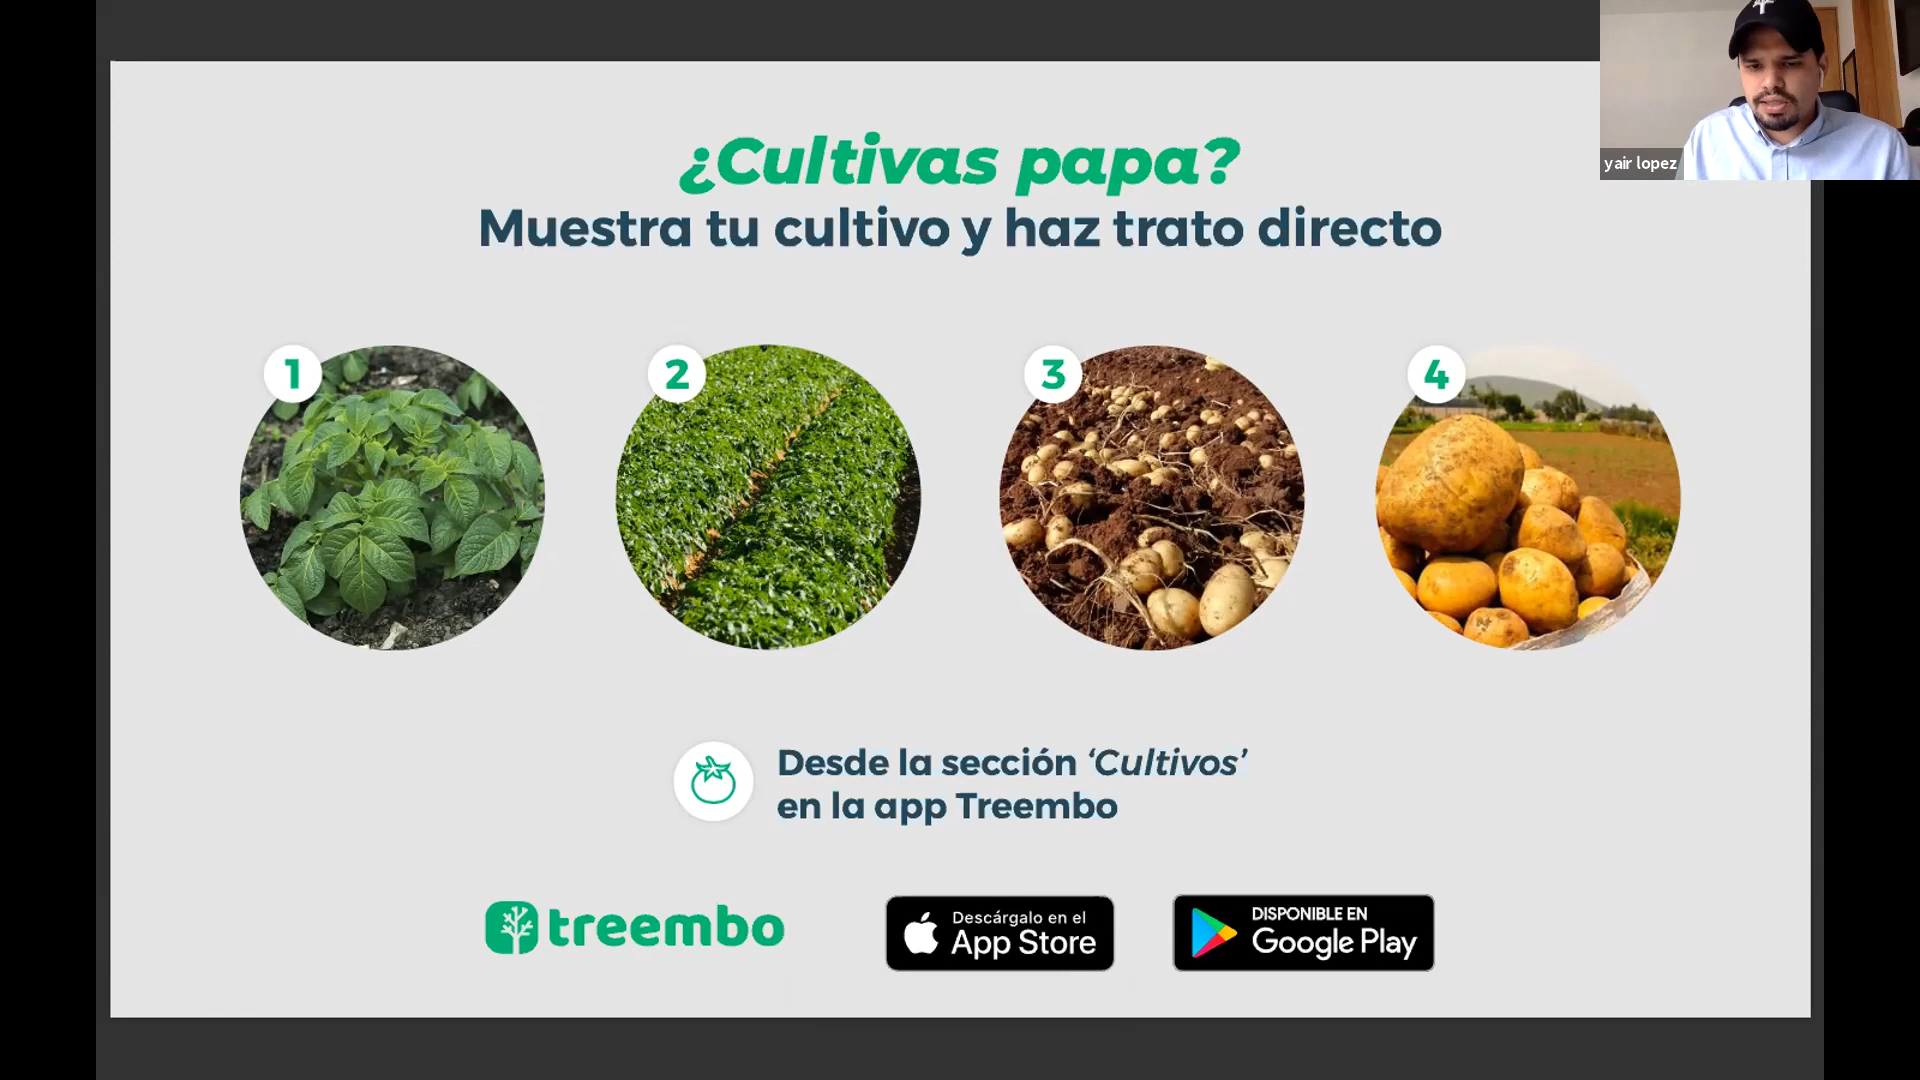 ¿Cultivas papa?
Muestra tu cultivo y haz trato directo
yair lopez
1
2
3
4
Desde la sección ‘Cultivos’
en la app Treembo
treembo
Descárgalo en el
App Store
DISPONIBLE EN
Google Play